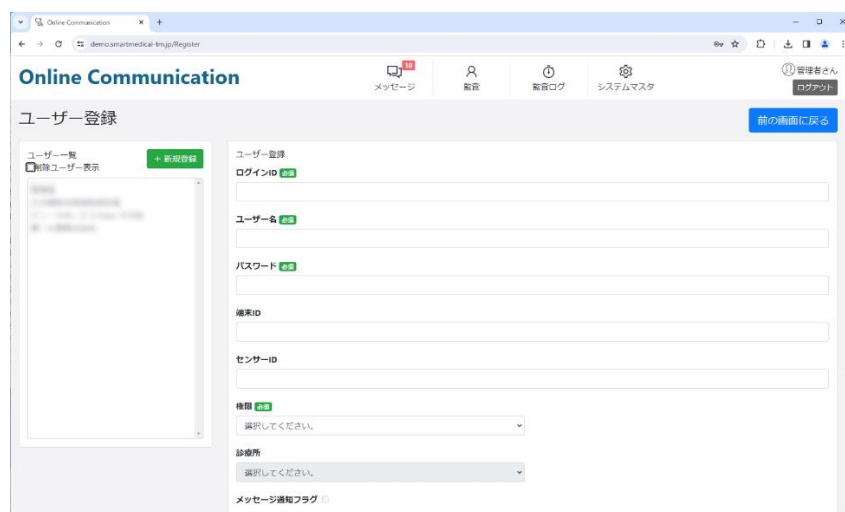 Online Communication
demo.smartmedical-tm.jp/Register
Online Communication
10
メッセージ
監音
監音ログ
システムマスタ
管理者さん
ログアウト
ユーザー登録
前の画面に戻る
ユーザー一覧
+ 新規登録
削除ユーザー表示
ユーザー登録
ログインID 必須
ユーザー名 必須
パスワード 必須
端末ID
センサーID
権限 必須
選択してください。
診療所
選択してください。
メッセージ通知フラグ